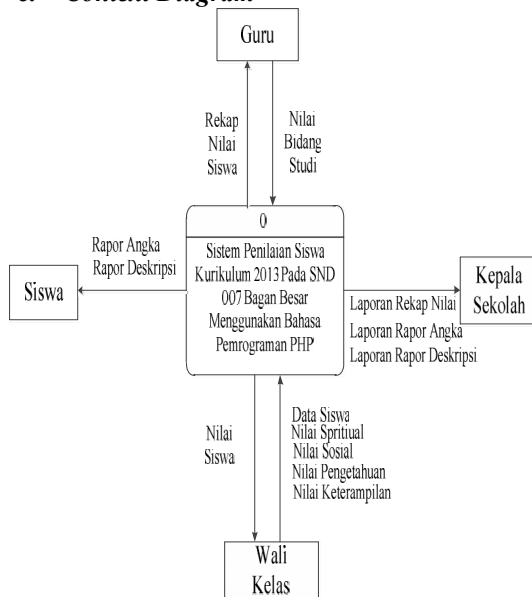 Guru
Rekap
Nilai
Siswa
Nilai
Bidang
Studi
0
Sistem Penilaian Siswa
Kurikulum 2013 Pada SND
007 Bagan Besar
Menggunakan Bahasa
Pemrograman PHP
Rapor Angka
Rapor Deskripsi
Siswa
Kepala
Sekolah
Laporan Rekap Nilai
Laporan Rapor Angka
Laporan Rapor Deskripsi
Nilai
Siswa
Data Siswa
Nilai Spritiual
Nilai Sosial
Nilai Pengetahuan
Nilai Keterampilan
Wali
Kelas